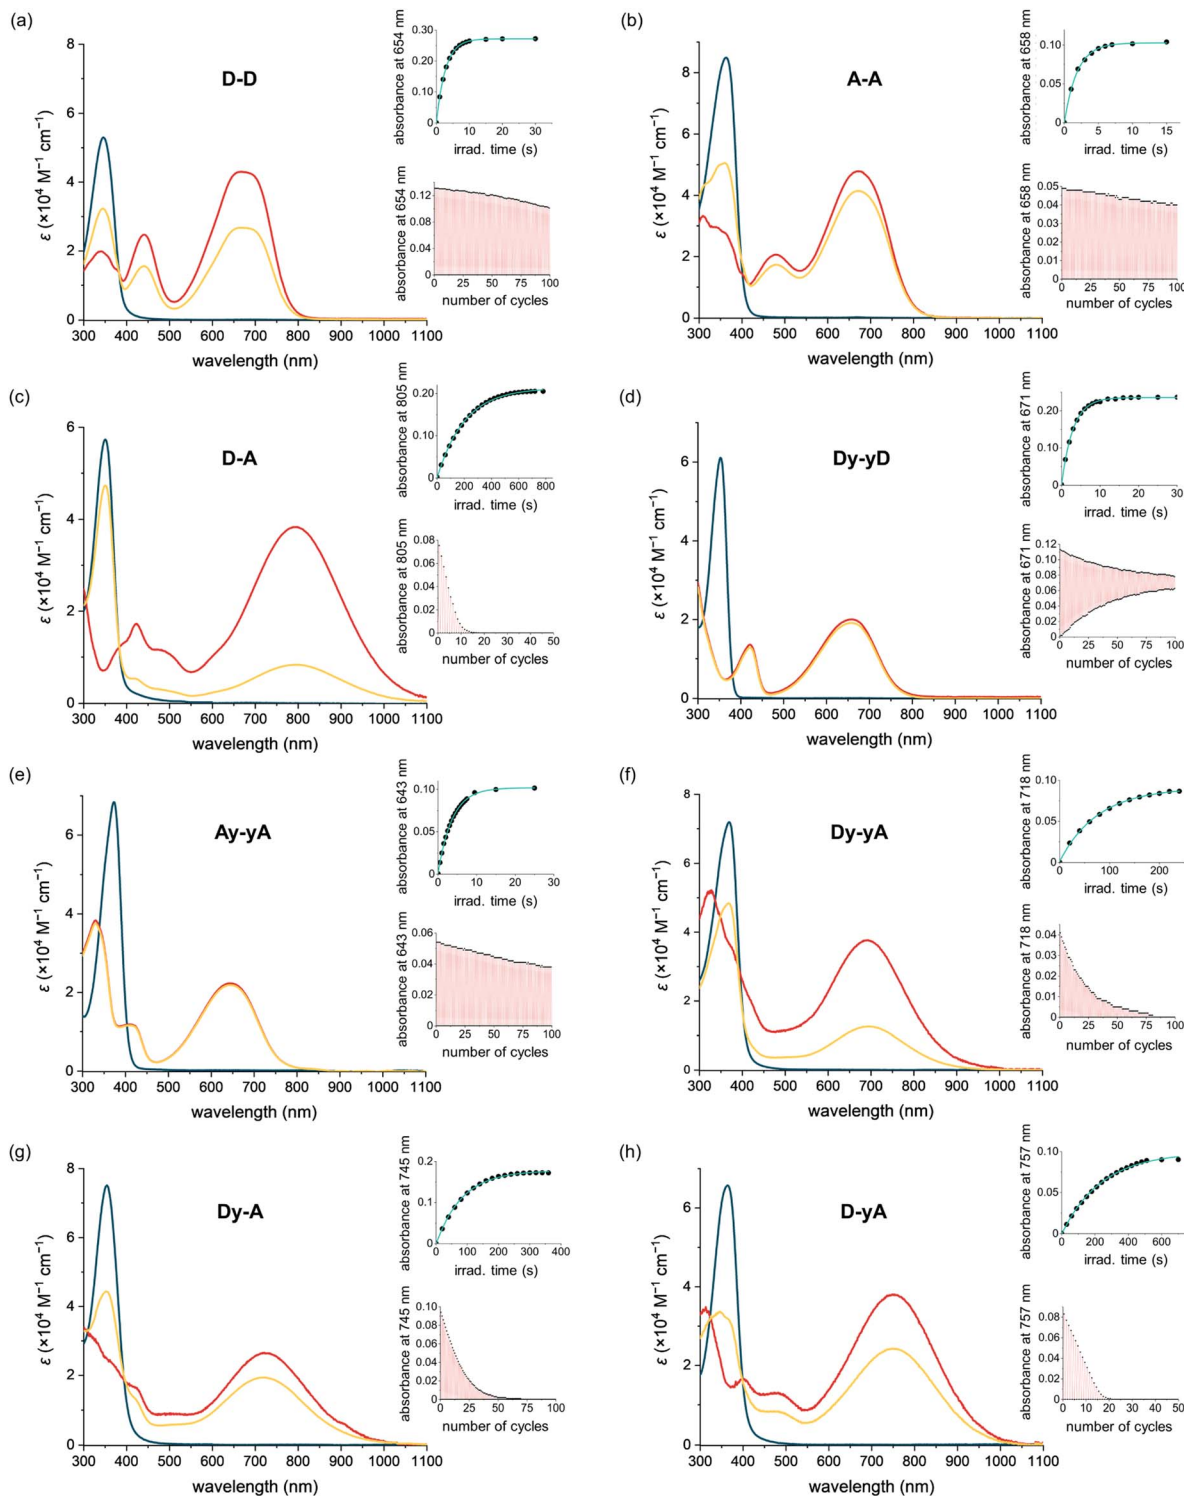 (a)
D-D
ε (×10⁴ M⁻¹ cm⁻¹)
8
6
4
2
0
300 400 500 600 700 800 900 1000 1100
wavelength (nm)
absorbance at 654 nm
0.30
0.20
0.10
0
0 10 20 30
irrad. time (s)
absorbance at 654 nm
0.12
0.08
0.04
0
0 25 50 75 100
number of cycles
(b)
A-A
ε (×10⁴ M⁻¹ cm⁻¹)
8
6
4
2
0
300 400 500 600 700 800 900 1000 1100
wavelength (nm)
absorbance at 658 nm
0.10
0.05
0
0 5 10 15
irrad. time (s)
absorbance at 658 nm
0.05
0.04
0.03
0.02
0.01
0
0 25 50 75 100
number of cycles
(c)
D-A
ε (×10⁴ M⁻¹ cm⁻¹)
6
4
2
0
300 400 500 600 700 800 900 1000 1100
wavelength (nm)
absorbance at 805 nm
0.20
0.10
0
0 200 400 600 800
irrad. time (s)
absorbance at 805 nm
0.08
0.06
0.04
0.02
0
0 10 20 30 40 50
number of cycles
(d)
Dy-yD
ε (×10⁴ M⁻¹ cm⁻¹)
6
4
2
0
300 400 500 600 700 800 900 1000 1100
wavelength (nm)
absorbance at 671 nm
0.20
0.10
0
0 10 20 30
irrad. time (s)
absorbance at 671 nm
0.12
0.10
0.08
0.06
0.04
0.02
0
0 25 50 75 100
number of cycles
(e)
Ay-yA
ε (×10⁴ M⁻¹ cm⁻¹)
6
4
2
0
300 400 500 600 700 800 900 1000 1100
wavelength (nm)
absorbance at 643 nm
0.10
0.05
0
0 10 20 30
irrad. time (s)
absorbance at 643 nm
0.06
0.04
0.02
0
0 25 50 75 100
number of cycles
(f)
Dy-yA
ε (×10⁴ M⁻¹ cm⁻¹)
8
6
4
2
0
300 400 500 600 700 800 900 1000 1100
wavelength (nm)
absorbance at 718 nm
0.10
0.05
0
0 100 200
irrad. time (s)
absorbance at 718 nm
0.04
0.03
0.02
0.01
0
0 25 50 75 100
number of cycles
(g)
Dy-A
ε (×10⁴ M⁻¹ cm⁻¹)
8
6
4
2
0
300 400 500 600 700 800 900 1000 1100
wavelength (nm)
absorbance at 745 nm
0.2
0.1
0
0 100 200 300 400
irrad. time (s)
absorbance at 745 nm
0.10
0.08
0.06
0.04
0.02
0
0 25 50 75 100
number of cycles
(h)
D-yA
ε (×10⁴ M⁻¹ cm⁻¹)
6
4
2
0
300 400 500 600 700 800 900 1000 1100
wavelength (nm)
absorbance at 757 nm
0.10
0.05
0
0 200 400 600
irrad. time (s)
absorbance at 757 nm
0.08
0.06
0.04
0.02
0
0 10 20 30 40 50
number of cycles